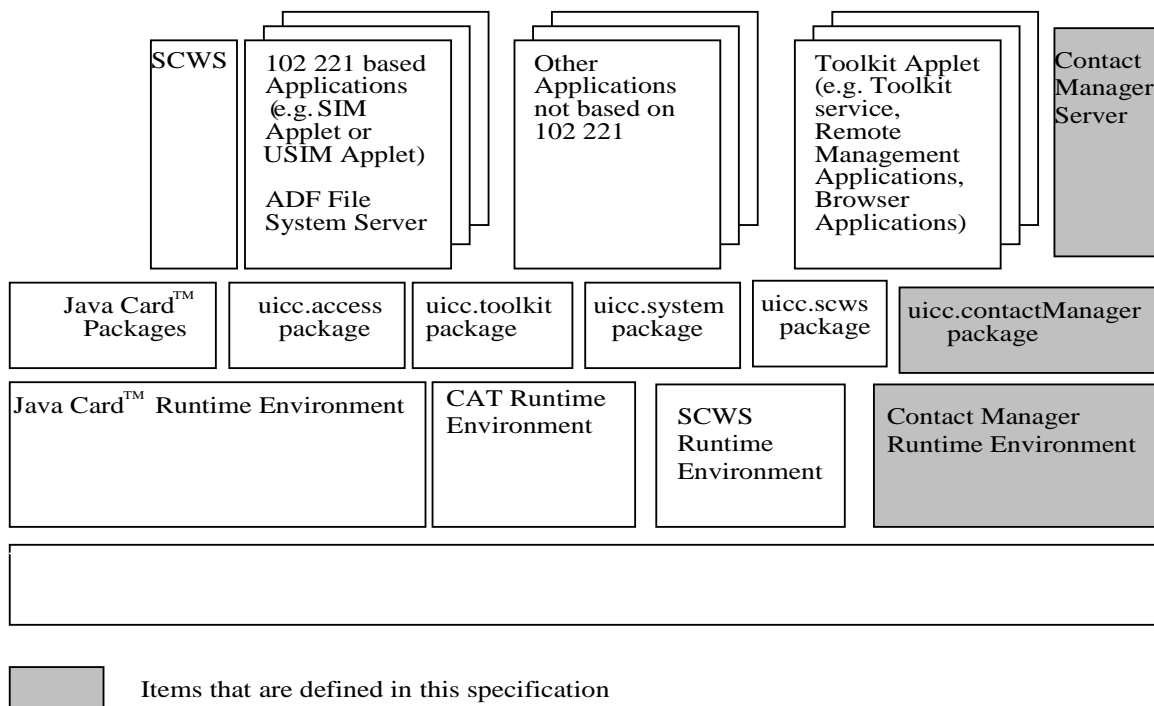 SCWS
102 221 based
Applications
(e.g. SIM
Applet or
USIM Applet)
ADF File
System Server
Other
Applications
not based on
102 221
Toolkit Applet
(e.g. Toolkit
service,
Remote
Management
Applications,
Browser
Applications)
Contact
Manager
Server
Java Card™
Packages
uicc.access
package
uicc.toolkit
package
uicc.system
package
uicc.scws
package
uicc.contactManager
package
Java Card™ Runtime Environment
CAT Runtime
Environment
SCWS
Runtime
Environment
Contact Manager
Runtime Environment
Items that are defined in this specification